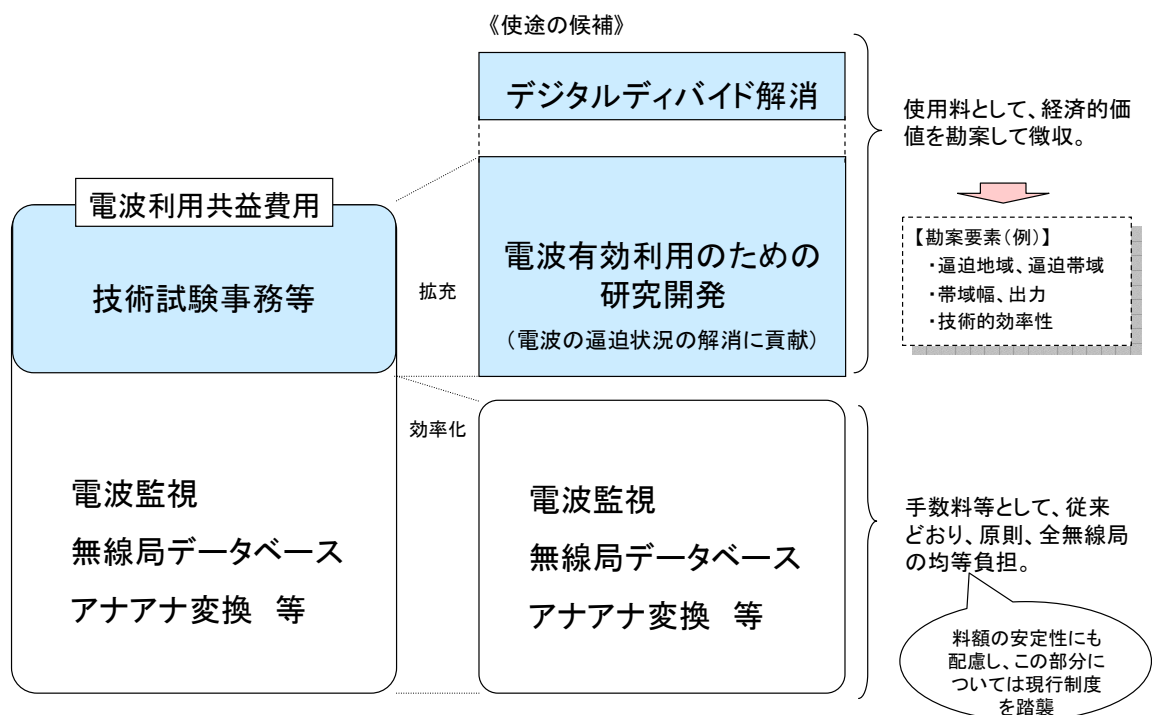 《使途の候補》
デジタルディバイド解消
使用料として、経済的価
値を勘案して徴収。
電波利用共益費用
技術試験事務等
拡充
電波有効利用のための
研究開発
（電波の逼迫状況の解消に貢献）
【勘案要素（例）】
・逼迫地域、逼迫帯域
・帯域幅、出力
・技術的効率性
効率化
電波監視
無線局データベース
アナアナ変換　等
電波監視
無線局データベース
アナアナ変換　等
手数料等として、従来
どおり、原則、全無線局
の均等負担。
料額の安定性にも
配慮し、この部分に
ついては現行制度
を踏襲